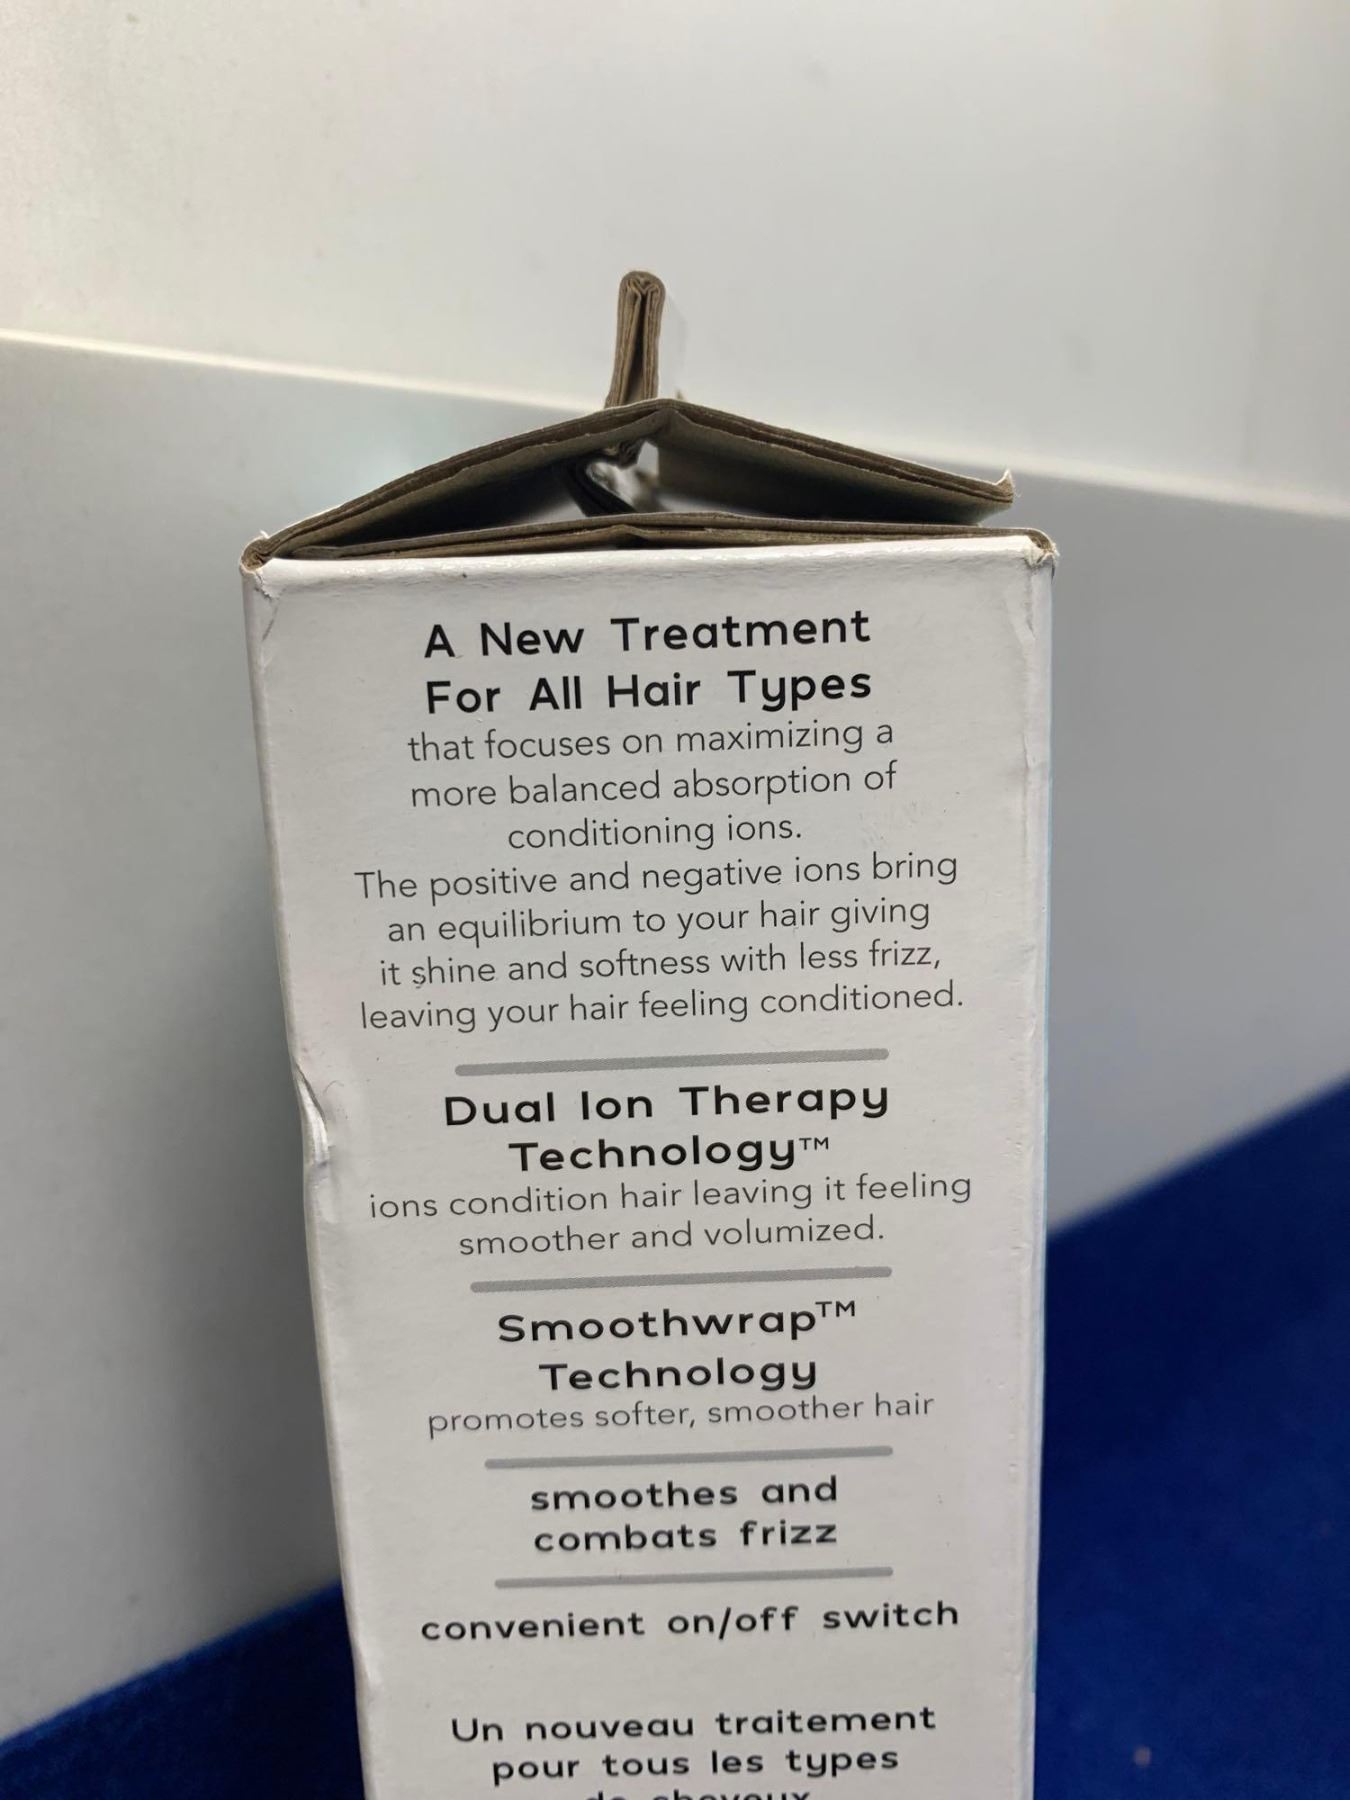 A New Treatment
For All Hair Types
that focuses on maximizing a
more balanced absorption of
conditioning ions.
The positive and negative ions bring
an equilibrium to your hair giving
it shine and softness with less frizz,
leaving your hair feeling conditioned.
Dual Ion Therapy
Technology™
ions condition hair leaving it feeling
smoother and volumized.
Smoothwrap™
Technology
promotes softer, smoother hair
smoothes and
combats frizz
convenient on/off switch
Un nouveau traitement
pour tous les types
de cheveux